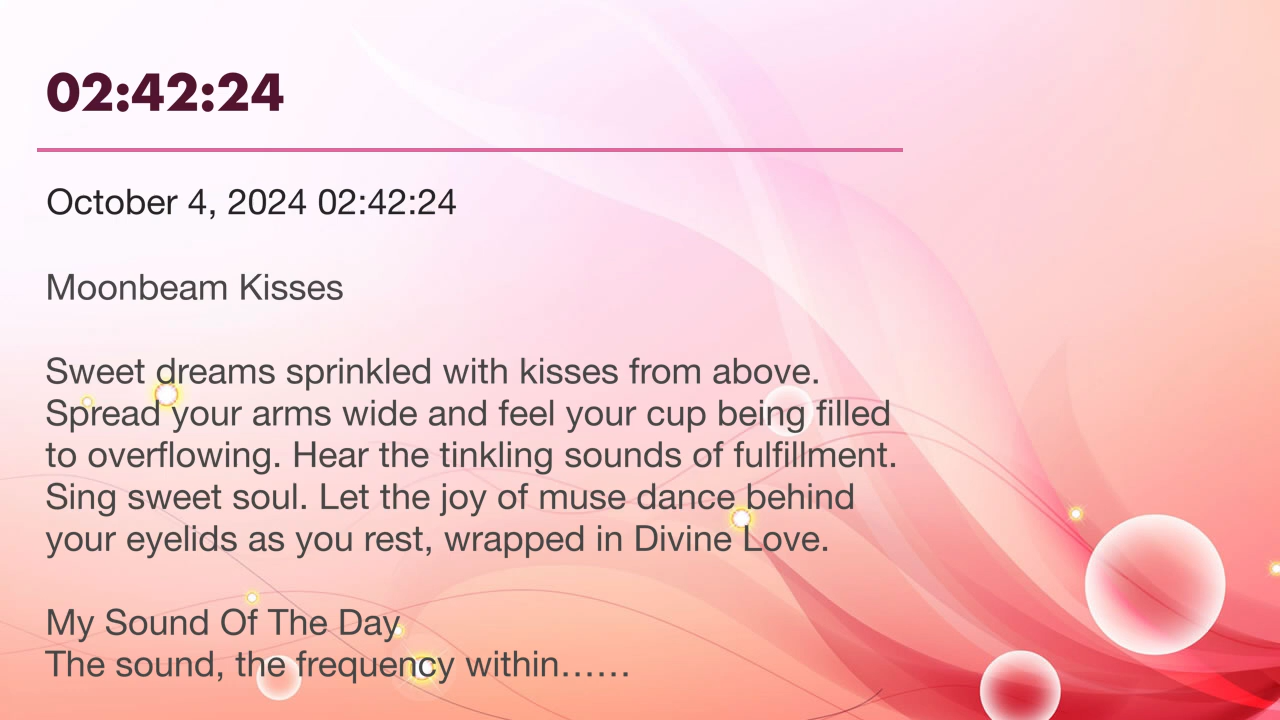 02:42:24
October 4, 2024 02:42:24
Moonbeam Kisses
Sweet dreams sprinkled with kisses from above.
Spread your arms wide and feel your cup being filled
to overflowing. Hear the tinkling sounds of fulfillment.
Sing sweet soul. Let the joy of muse dance behind
your eyelids as you rest, wrapped in Divine Love.
My Sound Of The Day
The sound, the frequency within……